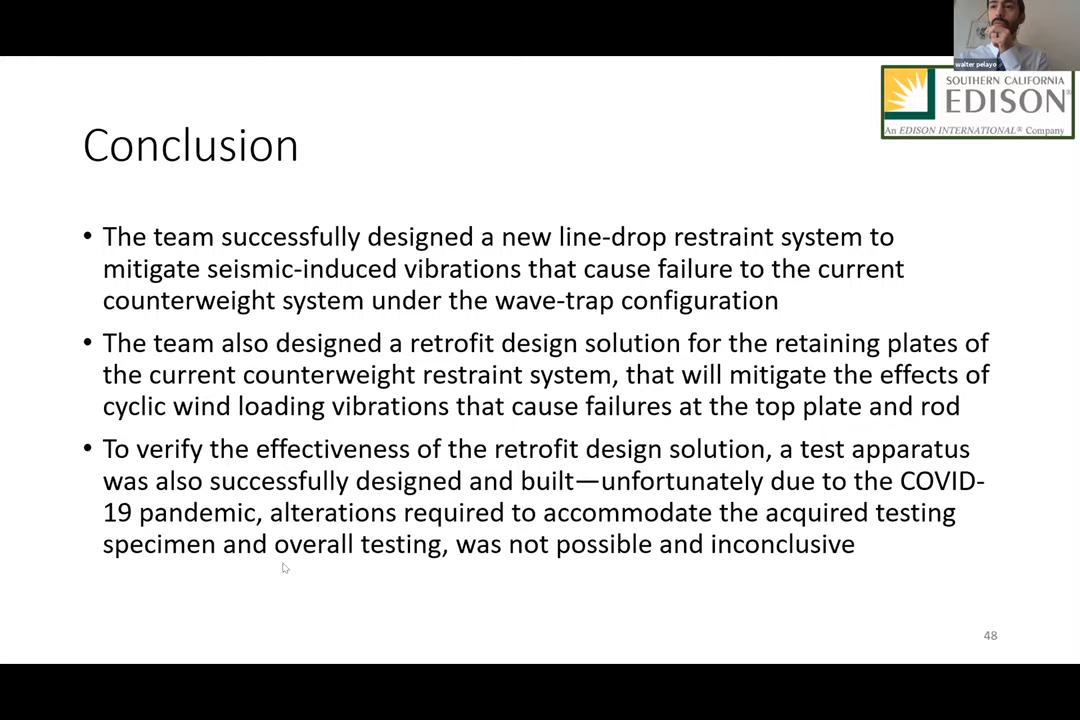 walter pelayo
SOUTHERN CALIFORNIA
EDISON®
An EDISON INTERNATIONAL® Company
Conclusion
• The team successfully designed a new line-drop restraint system to
mitigate seismic-induced vibrations that cause failure to the current
counterweight system under the wave-trap configuration
• The team also designed a retrofit design solution for the retaining plates of
the current counterweight restraint system, that will mitigate the effects of
cyclic wind loading vibrations that cause failures at the top plate and rod
• To verify the effectiveness of the retrofit design solution, a test apparatus
was also successfully designed and built—unfortunately due to the COVID-
19 pandemic, alterations required to accommodate the acquired testing
specimen and overall testing, was not possible and inconclusive
48